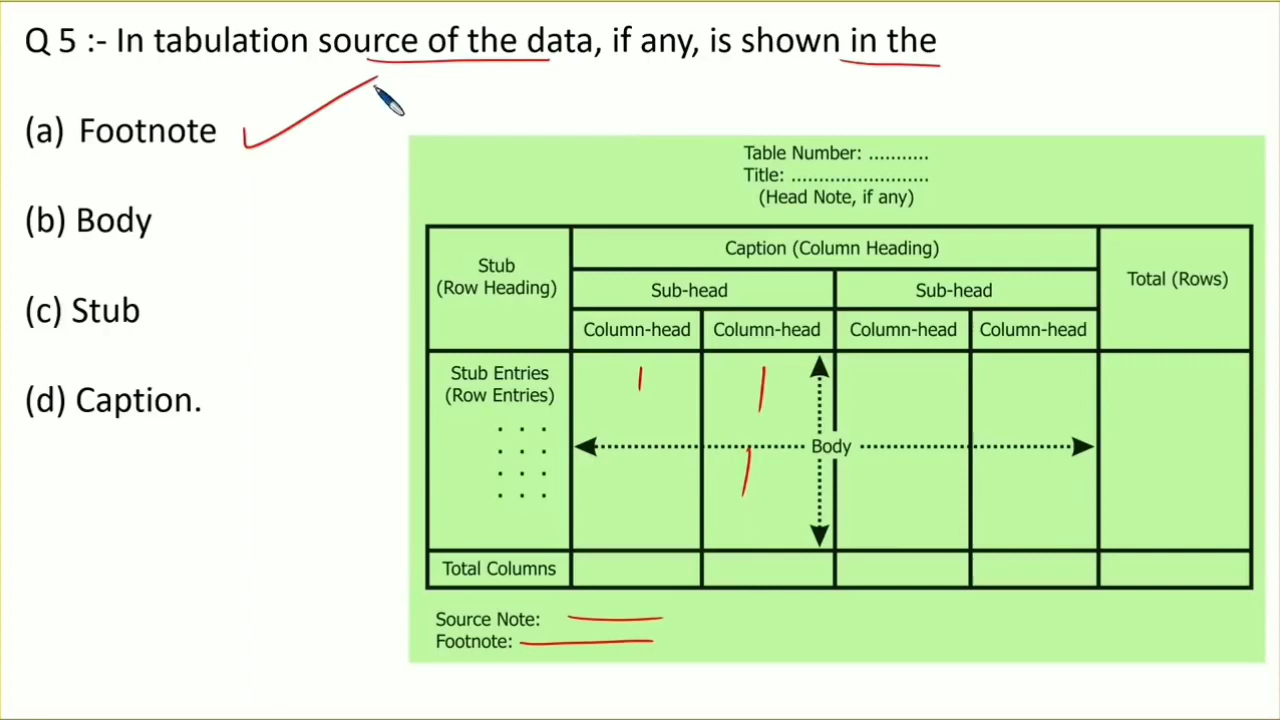 Q 5 :- In tabulation source of the data, if any, is shown in the
(a) Footnote
(b) Body
(c) Stub
(d) Caption.
Table Number: ...........
Title: .........................
(Head Note, if any)
Stub
(Row Heading)
Caption (Column Heading)
Total (Rows)
Sub-head
Sub-head
Column-head
Column-head
Column-head
Column-head
Stub Entries
(Row Entries)
. . .
. . .
. . .
. . .
Body
Total Columns
Source Note:
Footnote: